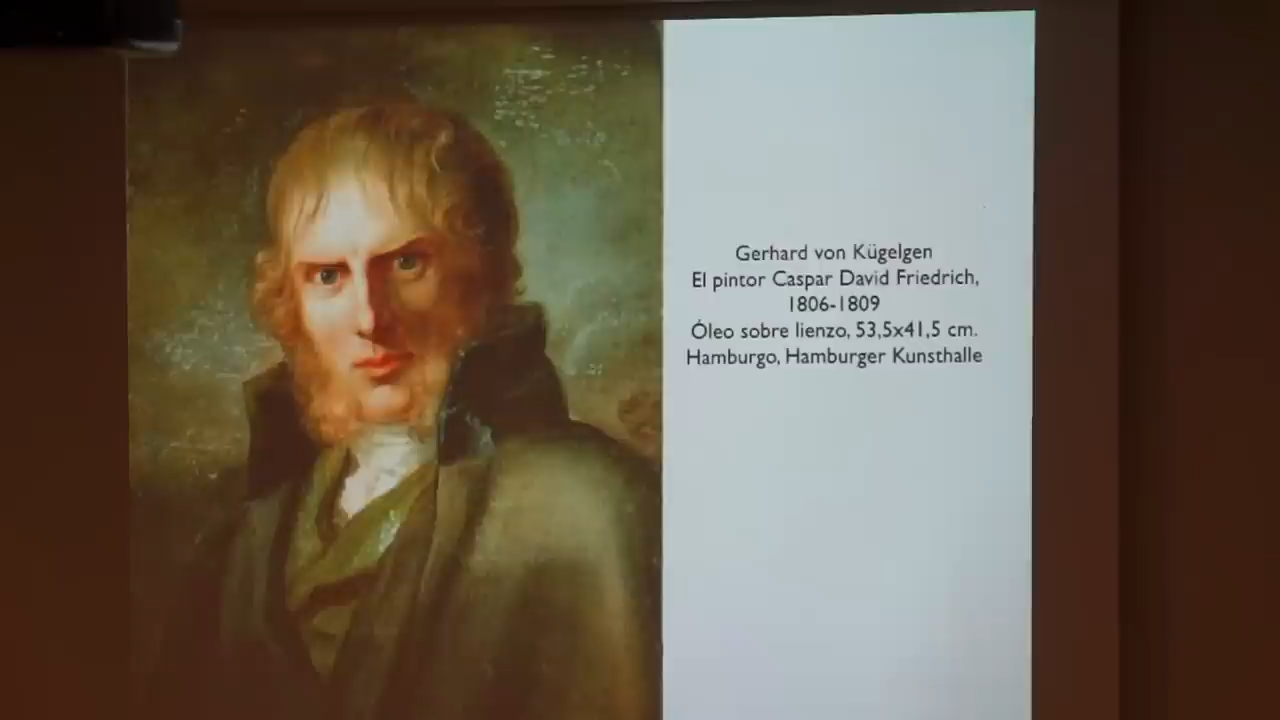 Gerhard von Kügelgen
El pintor Caspar David Friedrich,
1806-1809
Óleo sobre lienzo, 53,5x41,5 cm.
Hamburgo, Hamburger Kunsthalle